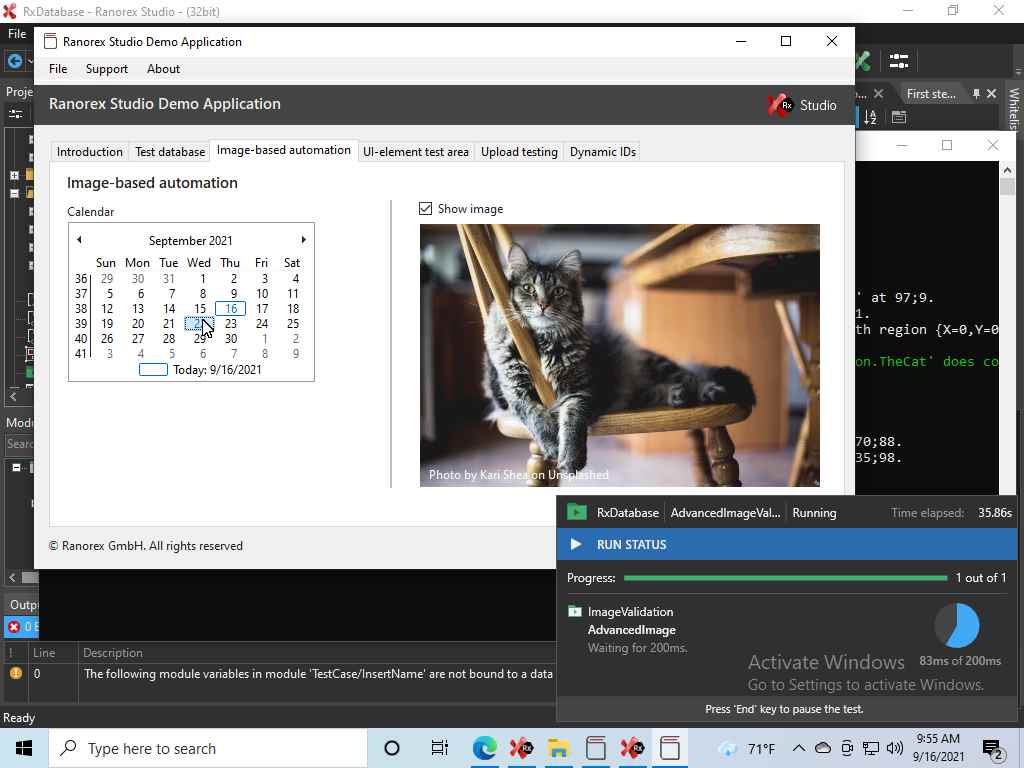 RxDatabase - Ranorex Studio - (32bit)
File
Ranorex Studio Demo Application
File Support About
Ranorex Studio Demo Application
Rx Studio
Proje
First ste...
Whitelis
Introduction Test database Image-based automation UI-element test area Upload testing Dynamic IDs
Image-based automation
Calendar
Show image
September 2021
Sun Mon Tue Wed Thu Fri Sat
36 29 30 31 1 2 3 4
37 5 6 7 8 9 10 11
38 12 13 14 15 16 17 18
39 19 20 21 22 23 24 25
40 26 27 28 29 30 1 2
41 3 4 5 6 7 8 9
Today: 9/16/2021
Photo by Kari Shea on Unsplashed
' at 97;9.
1.
th region {X=0,Y=0
on.TheCat' does co
70;88.
35;98.
Modu
Searc
© Ranorex GmbH. All rights reserved
RxDatabase AdvancedImageVal... Running Time elapsed: 35.86s
RUN STATUS
Progress: 1 out of 1
ImageValidation
AdvancedImage
Waiting for 200ms.
83ms of 200ms
Activate Windows
Go to Settings to activate Windows.
Press 'End' key to pause the test.
Outpu
0 E
! Line Description
0 The following module variables in module 'TestCase/InsertName' are not bound to a data
Ready
Type here to search
71°F
9:55 AM
9/16/2021
2